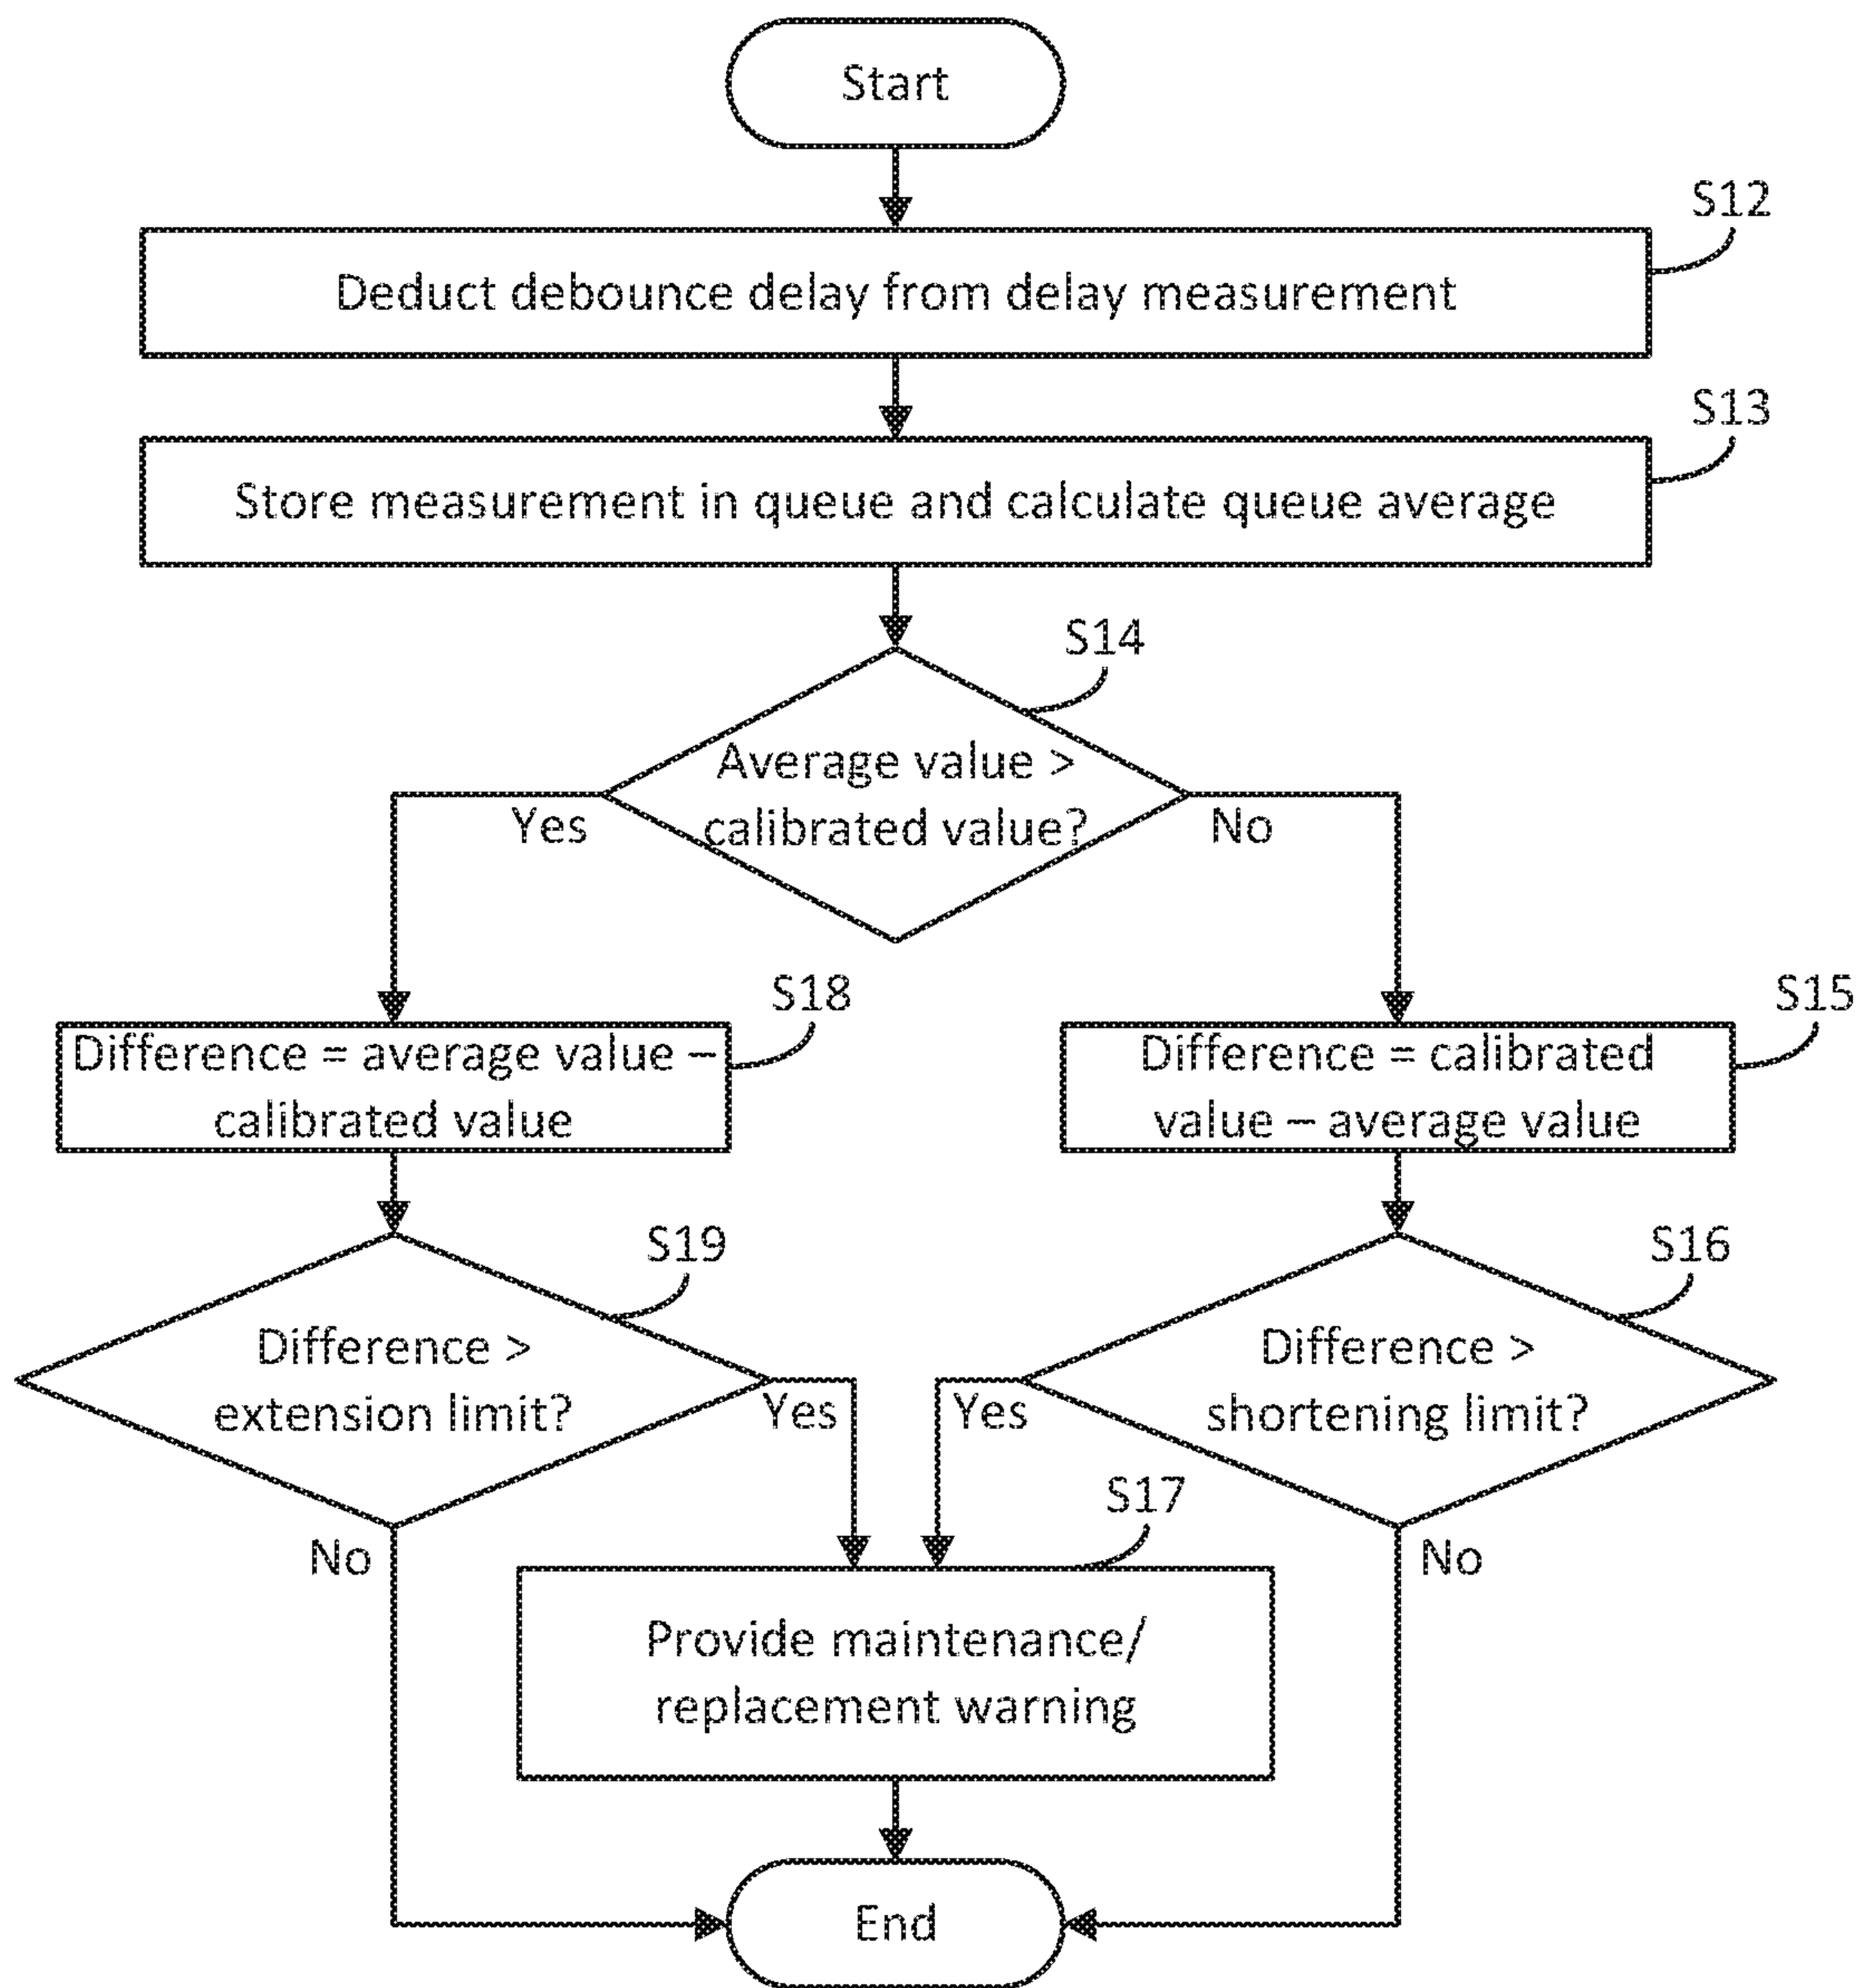 Start
S12
Deduct debounce delay from delay measurement
S13
Store measurement in queue and calculate queue average
S14
Average value >
calibrated value?
Yes
No
S18
Difference = average value –
calibrated value
S15
Difference = calibrated
value – average value
S19
Difference >
extension limit?
Yes
S16
Difference >
shortening limit?
Yes
S17
No
No
Provide maintenance/
replacement warning
End